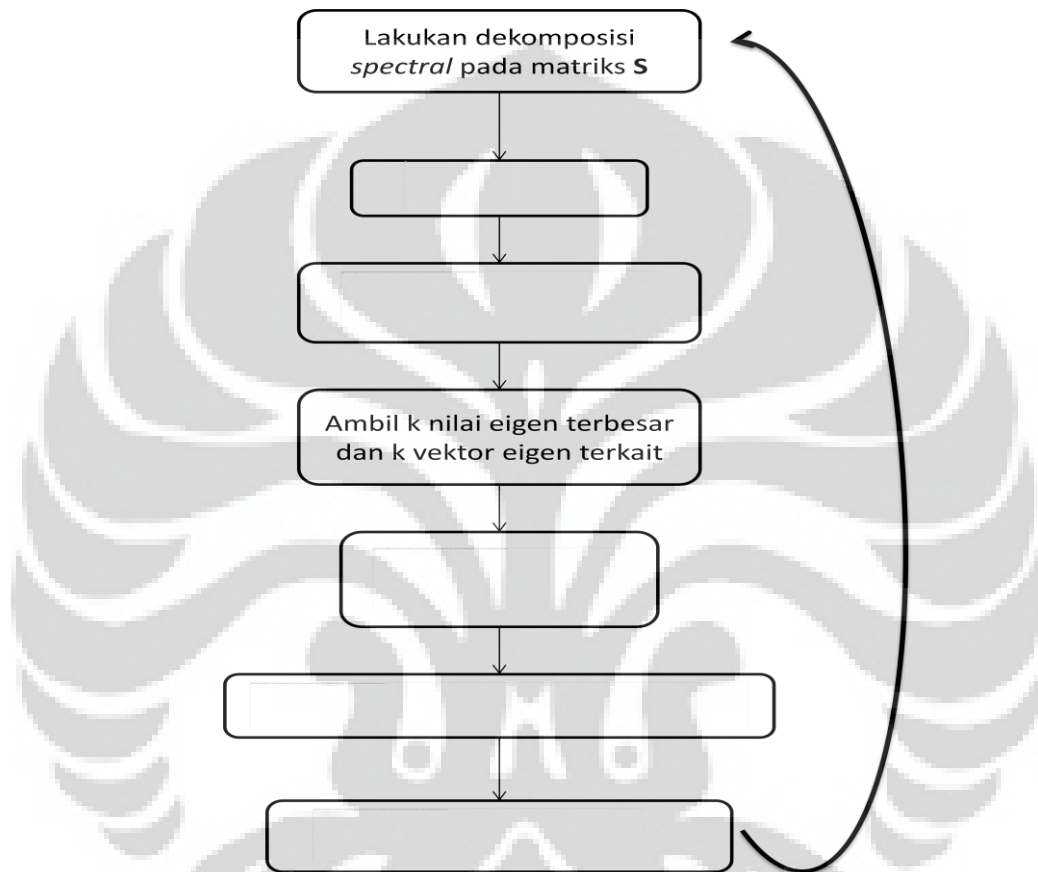 Lakukan dekomposisi
spectral pada matriks S
Ambil k nilai eigen terbesar
dan k vektor eigen terkait